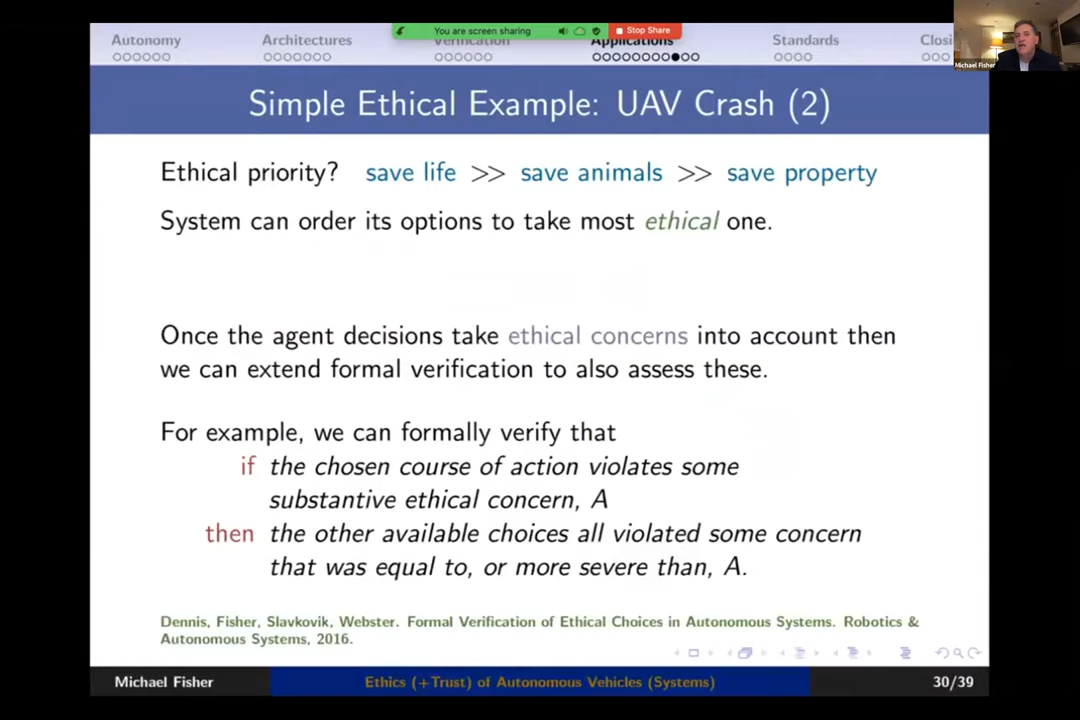 You are screen sharing
Stop Share
Autonomy Architectures Verification Applications Standards Closi
Michael Fisher
Simple Ethical Example: UAV Crash (2)
Ethical priority? save life >> save animals >> save property
System can order its options to take most ethical one.
Once the agent decisions take ethical concerns into account then
we can extend formal verification to also assess these.
For example, we can formally verify that
if the chosen course of action violates some
substantive ethical concern, A
then the other available choices all violated some concern
that was equal to, or more severe than, A.
Dennis, Fisher, Slavkovik, Webster. Formal Verification of Ethical Choices in Autonomous Systems. Robotics &
Autonomous Systems, 2016.
Michael Fisher Ethics (+Trust) of Autonomous Vehicles (Systems) 30/39